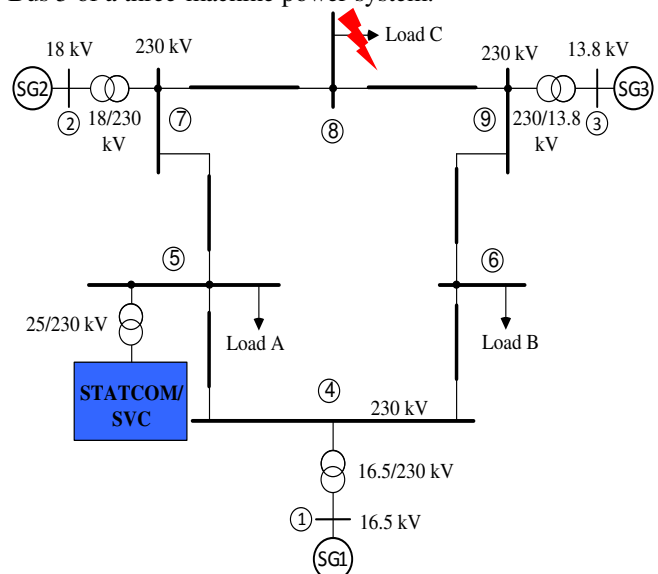 Bus 5 of a three-machine power system.
Load C
18 kV
230 kV
230 kV
13.8 kV
SG2
SG3
②
18/230
kV
⑦
⑧
⑨
230/13.8
kV
③
⑤
⑥
25/230 kV
Load A
Load B
STATCOM/
SVC
④
230 kV
16.5/230 kV
①
16.5 kV
SG1